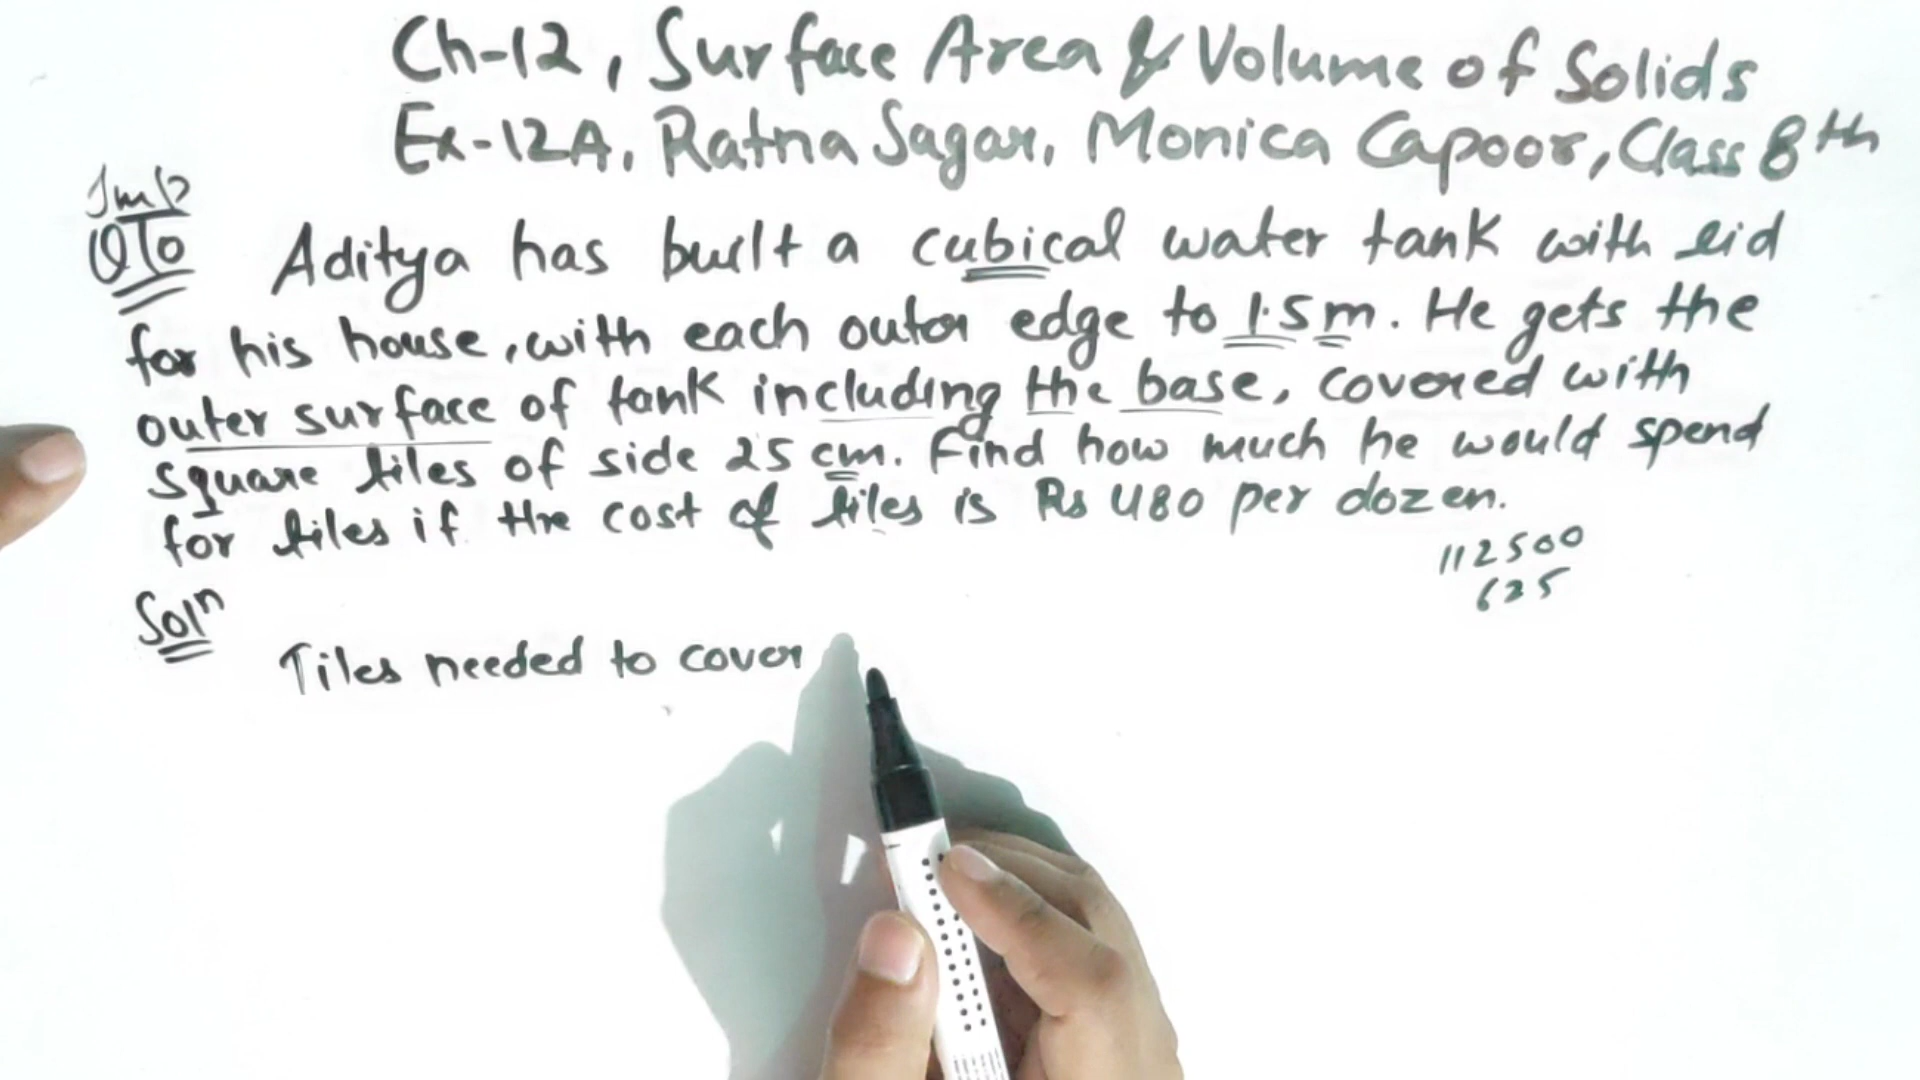 Ch-12, Surface Area & Volume of Solids
Ex-12A, Ratna Sagar, Monica Capoor, Class 8th
Imp
Q10 Aditya has built a cubical water tank with lid
for his house, with each outer edge to 1.5 m. He gets the
outer surface of tank including the base, covered with
square tiles of side 25 cm. Find how much he would spend
for tiles if the cost of tiles is Rs 480 per dozen.
112500
625
Soln
Tiles needed to cover